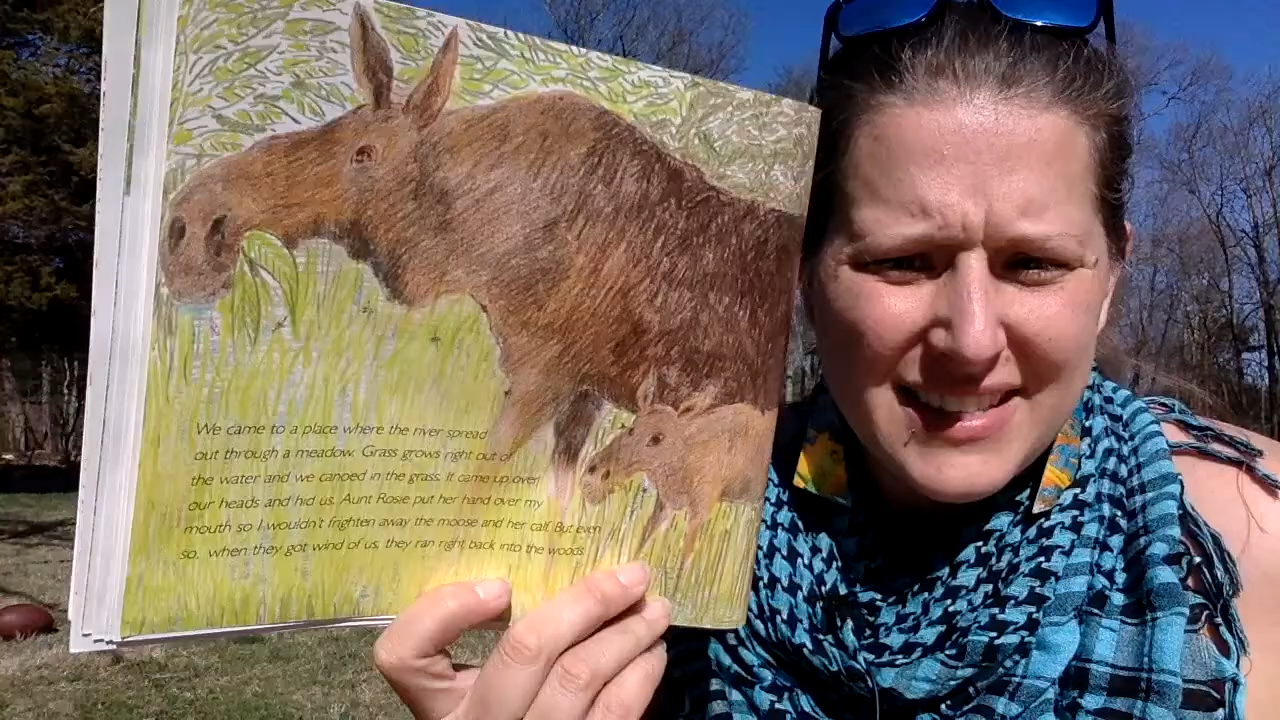 We came to a place where the river spread
out through a meadow. Grass grows right out of
the water and we canoed in the grass. It came up over
our heads and hid us. Aunt Rosie put her hand over my
mouth so I wouldn't frighten away the moose and her calf. But even
so, when they got wind of us, they ran right back into the woods.